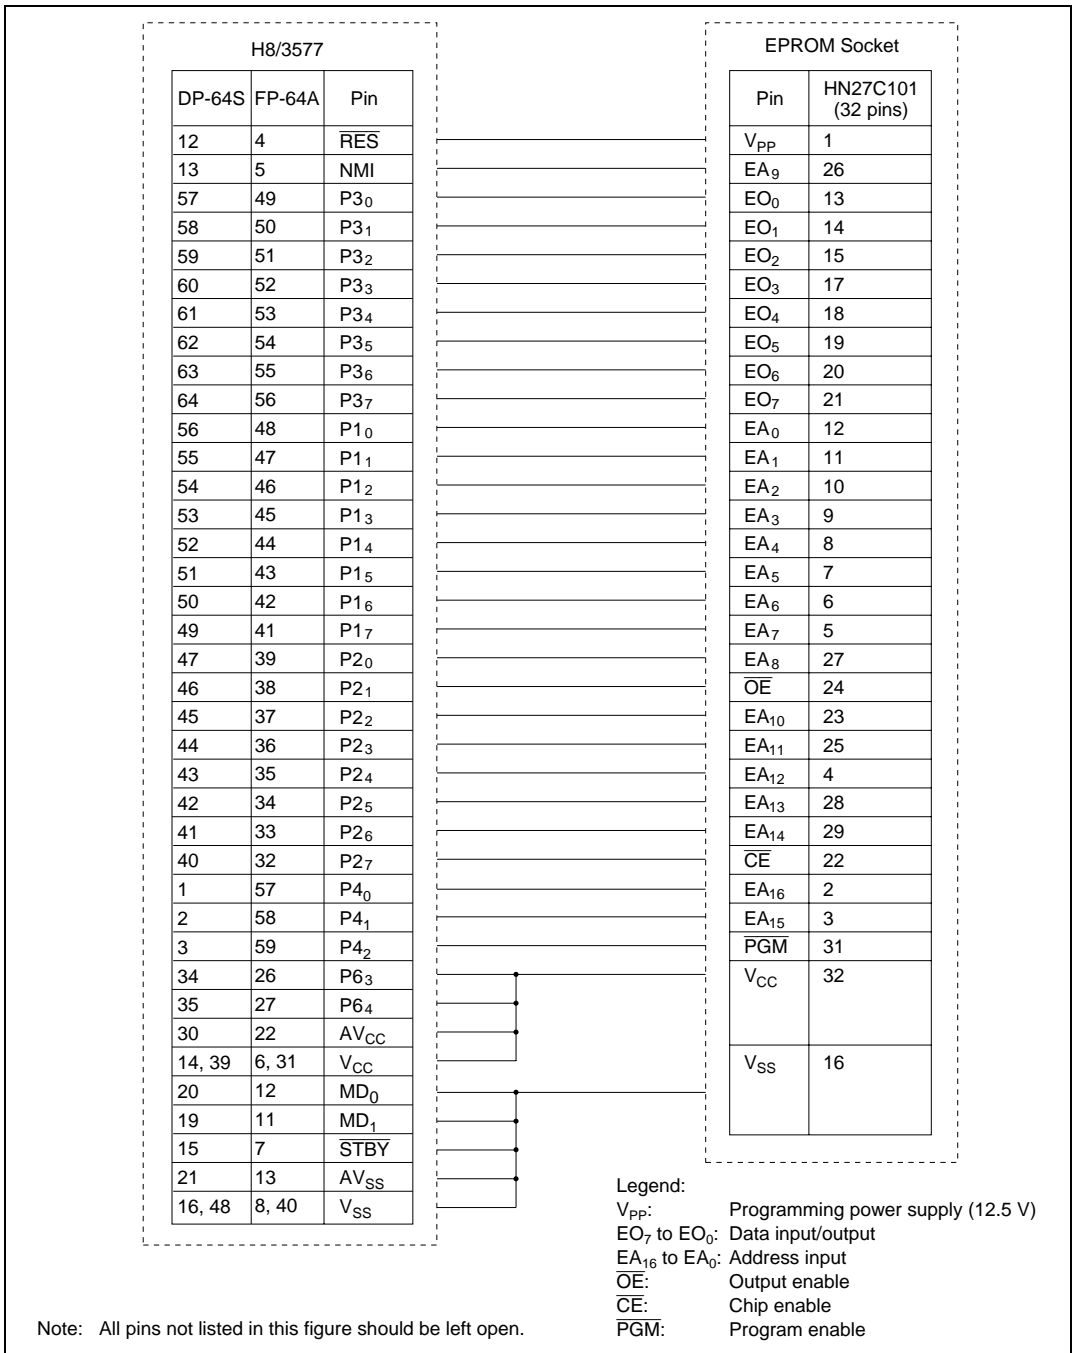 H8/3577
DP-64S FP-64A Pin
12 4 RES
13 5 NMI
57 49 P3₀
58 50 P3₁
59 51 P3₂
60 52 P3₃
61 53 P3₄
62 54 P3₅
63 55 P3₆
64 56 P3₇
56 48 P1₀
55 47 P1₁
54 46 P1₂
53 45 P1₃
52 44 P1₄
51 43 P1₅
50 42 P1₆
49 41 P1₇
47 39 P2₀
46 38 P2₁
45 37 P2₂
44 36 P2₃
43 35 P2₄
42 34 P2₅
41 33 P2₆
40 32 P2₇
1 57 P4₀
2 58 P4₁
3 59 P4₂
34 26 P6₃
35 27 P6₄
30 22 AVCC
14, 39 6, 31 VCC
20 12 MD₀
19 11 MD₁
15 7 STBY
21 13 AVSS
16, 48 8, 40 VSS
EPROM Socket
Pin HN27C101
(32 pins)
VPP 1
EA₉ 26
EO₀ 13
EO₁ 14
EO₂ 15
EO₃ 17
EO₄ 18
EO₅ 19
EO₆ 20
EO₇ 21
EA₀ 12
EA₁ 11
EA₂ 10
EA₃ 9
EA₄ 8
EA₅ 7
EA₆ 6
EA₇ 5
EA₈ 27
OE 24
EA₁₀ 23
EA₁₁ 25
EA₁₂ 4
EA₁₃ 28
EA₁₄ 29
CE 22
EA₁₆ 2
EA₁₅ 3
PGM 31
VCC 32
VSS 16
Legend:
VPP: Programming power supply (12.5 V)
EO₇ to EO₀: Data input/output
EA₁₆ to EA₀: Address input
OE: Output enable
CE: Chip enable
PGM: Program enable
Note: All pins not listed in this figure should be left open.